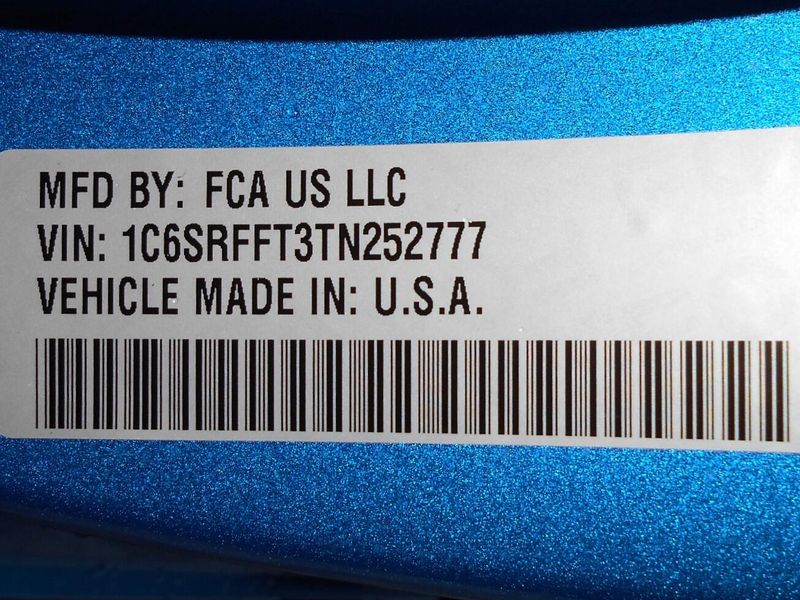 MFD BY: FCA US LLC
VIN: 1C6SRFFT3TN252777
VEHICLE MADE IN: U.S.A.